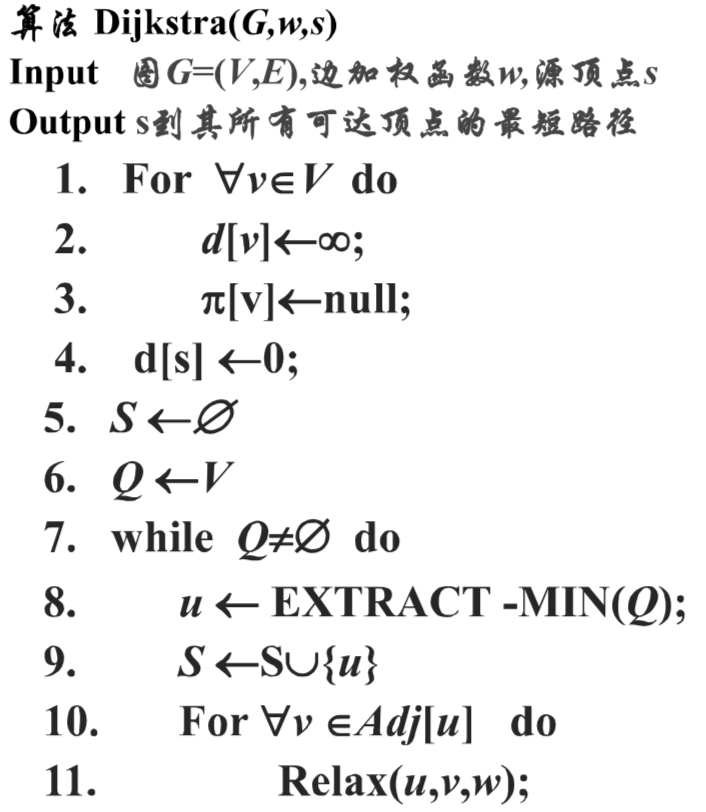 算法 Dijkstra(G,w,s)
Input 图G=(V,E),边加权函数w,源顶点s
Output s到其所有可达顶点的最短路径
1. For ∀v∈V do
2. d[v]←∞;
3. π[v]←null;
4. d[s] ←0;
5. S ←∅
6. Q ←V
7. while Q≠∅ do
8. u ← EXTRACT -MIN(Q);
9. S ←S∪{u}
10. For ∀v ∈Adj[u] do
11. Relax(u,v,w);